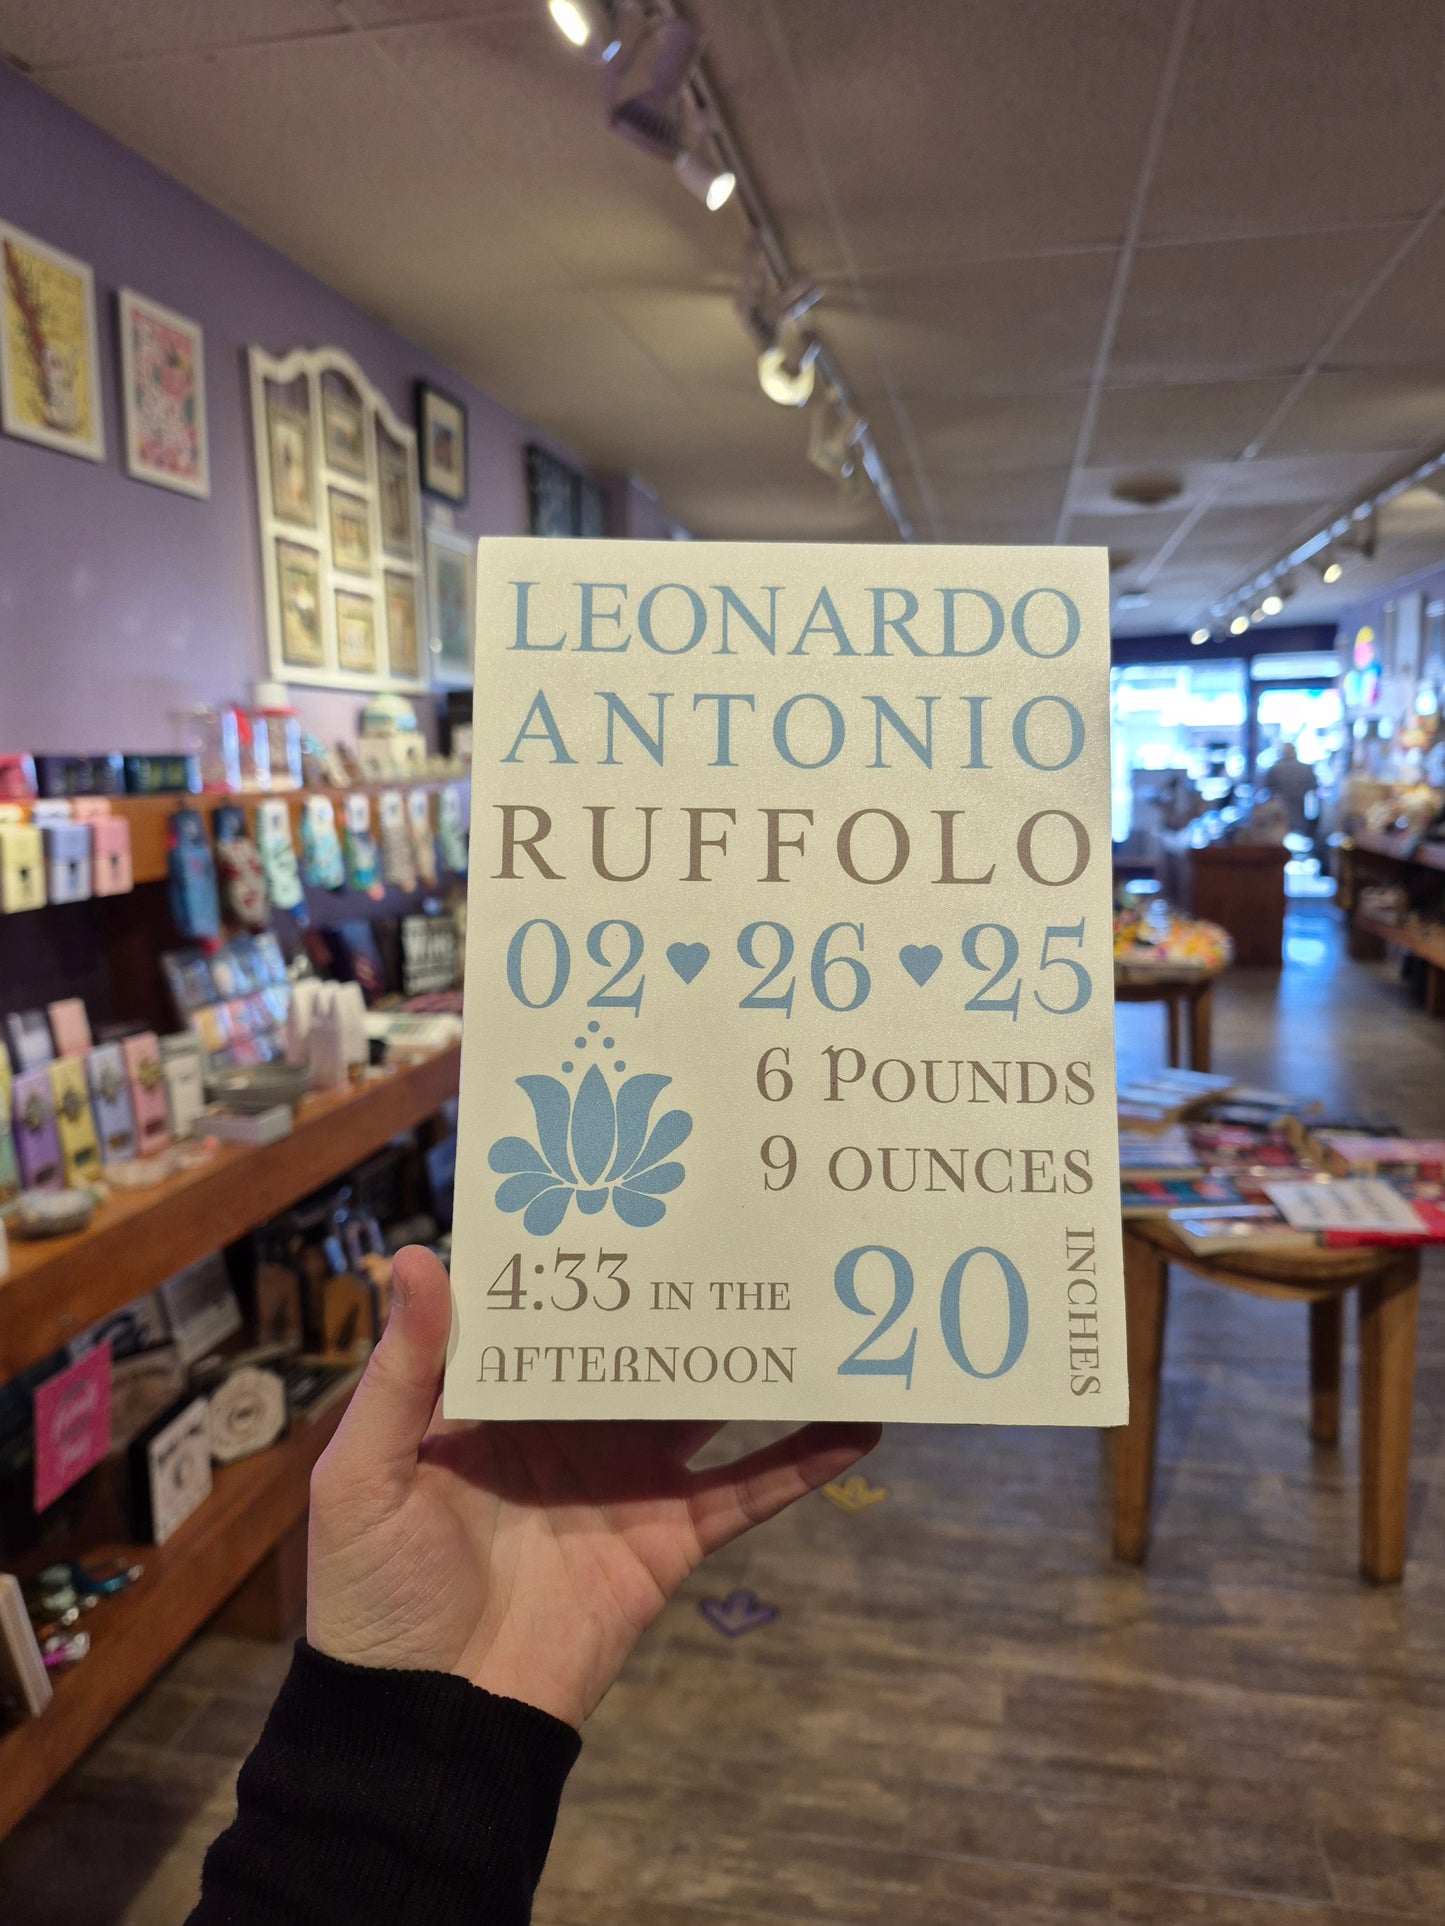 LEONARDO
ANTONIO
RUFFOLO
02♥26♥25
6 POUNDS
9 OUNCES
4:33 IN THE
AFTERNOON
20 INCHES